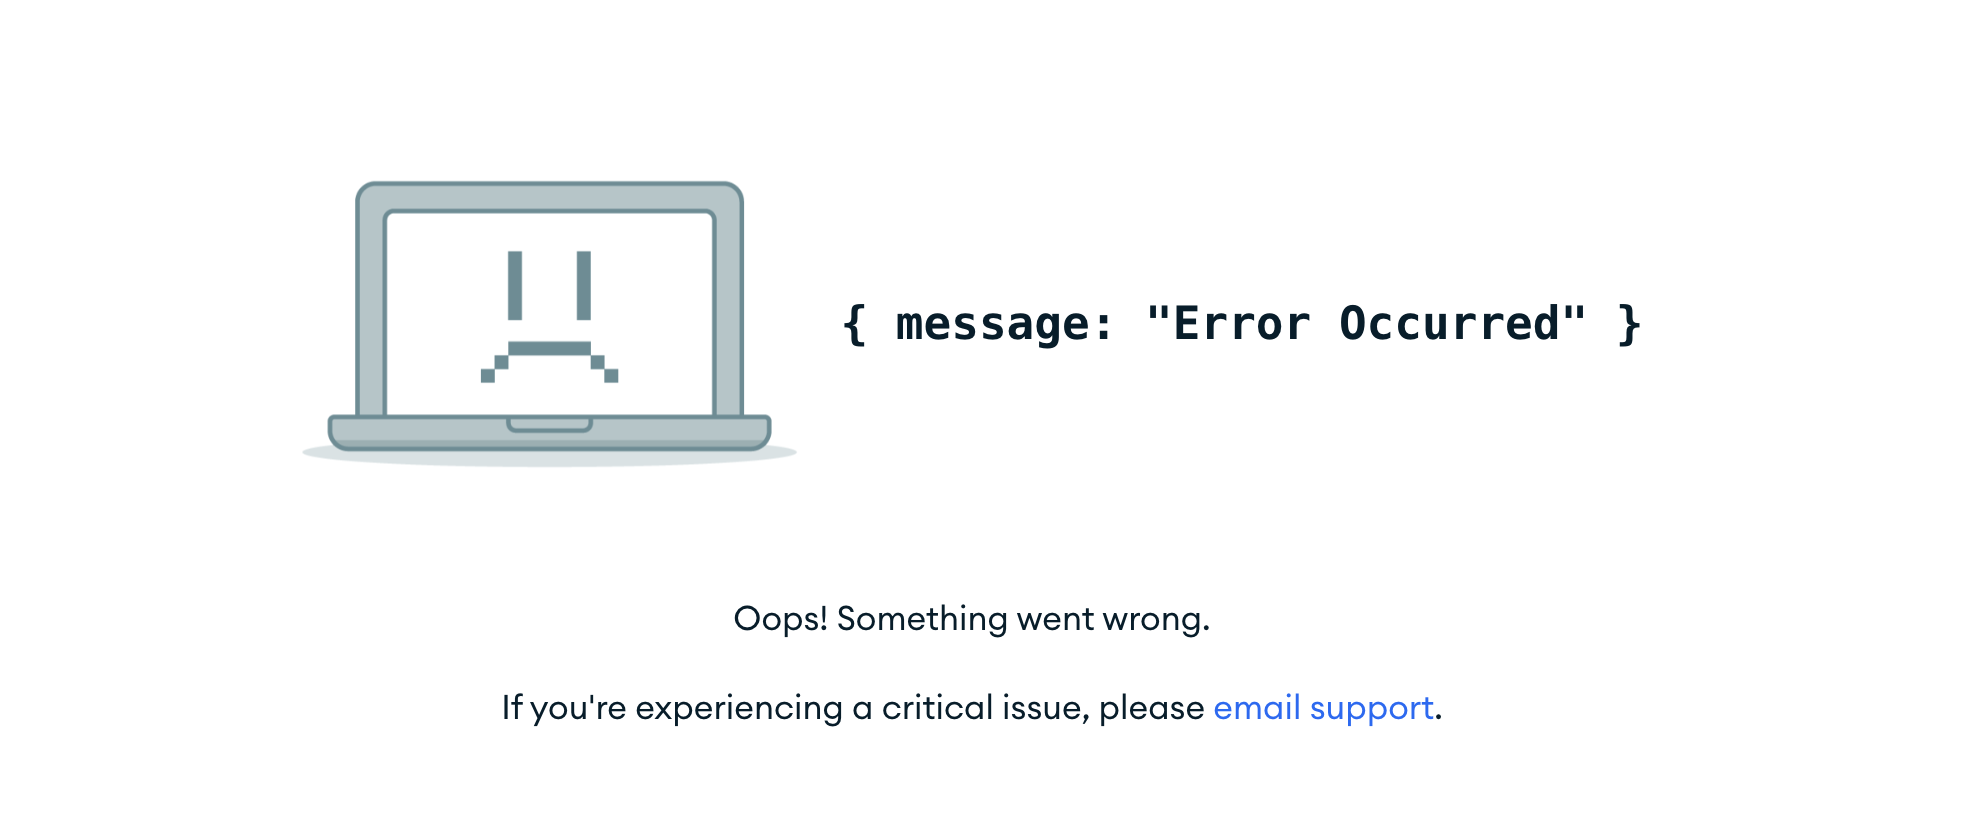 { message: "Error Occurred" }
Oops! Something went wrong.
If you're experiencing a critical issue, please email support.